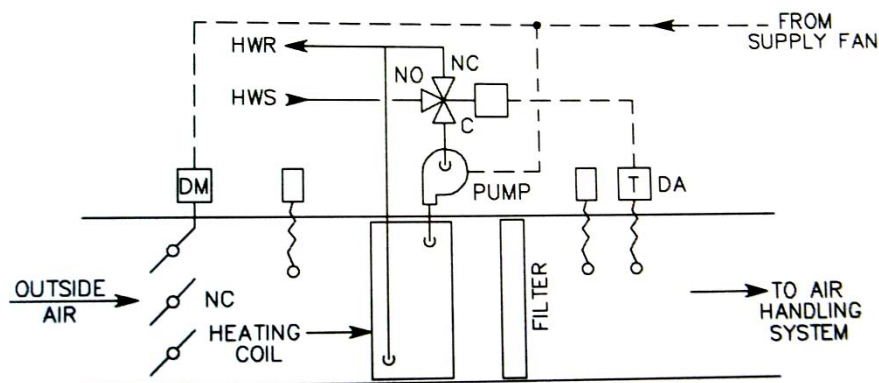 FROM
SUPPLY FAN
HWR
NC
NO
HWS
C
DM
PUMP
T
DA
OUTSIDE
AIR
NC
HEATING
COIL
FILTER
TO AIR
HANDLING
SYSTEM